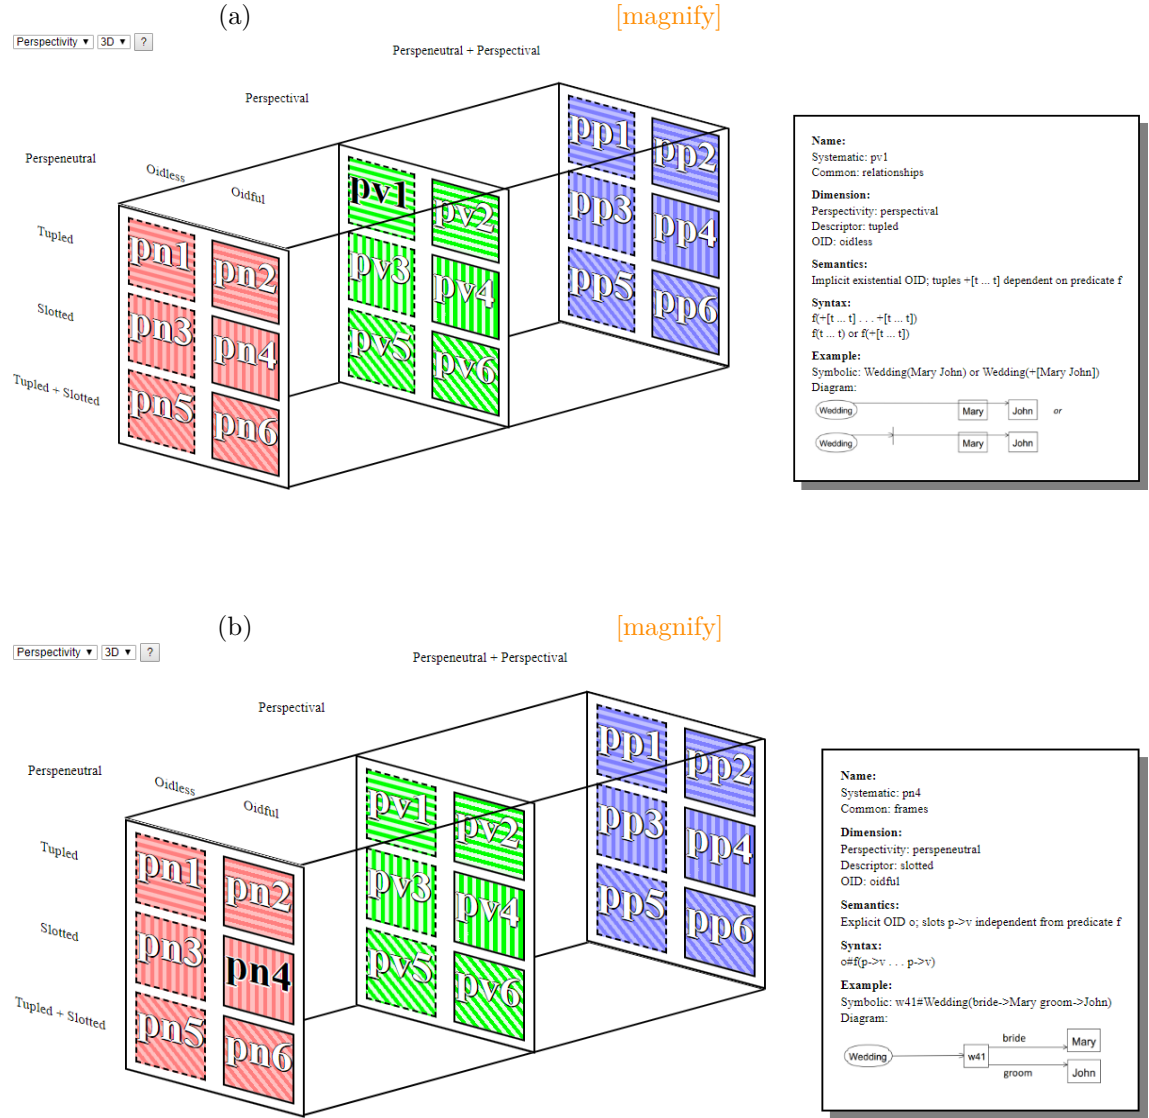 (a) [magnify]
Perspectivity ▼ 3D ▼ ?
Perspeneutral + Perspectival
Perspectival
Perspeneutral
Oidless
Oidful
Tupled
Slotted
Tupled + Slotted
pn1 pn2
pn3 pn4
pn5 pn6
pv1 pv2
pv3 pv4
pv5 pv6
pp1 pp2
pp3 pp4
pp5 pp6
Name:
Systematic: pv1
Common: relationships
Dimension:
Perspectivity: perspectival
Descriptor: tupled
OID: oidless
Semantics:
Implicit existential OID; tuples +[t ... t] dependent on predicate f
Syntax:
f(+[t ... t] . . . +[t ... t])
f(t ... t) or f(+[t ... t])
Example:
Symbolic: Wedding(Mary John) or Wedding(+[Mary John])
Diagram:
Wedding Mary John or
Wedding Mary John
(b) [magnify]
Perspectivity ▼ 3D ▼ ?
Perspeneutral + Perspectival
Perspectival
Perspeneutral
Oidless
Oidful
Tupled
Slotted
Tupled + Slotted
pn1 pn2
pn3 pn4
pn5 pn6
pv1 pv2
pv3 pv4
pv5 pv6
pp1 pp2
pp3 pp4
pp5 pp6
Name:
Systematic: pn4
Common: frames
Dimension:
Perspectivity: perspeneutral
Descriptor: slotted
OID: oidful
Semantics:
Explicit OID o; slots p->v independent from predicate f
Syntax:
o#f(p->v . . . p->v)
Example:
Symbolic: w41#Wedding(bride->Mary groom->John)
Diagram:
bride Mary
Wedding w41
groom John